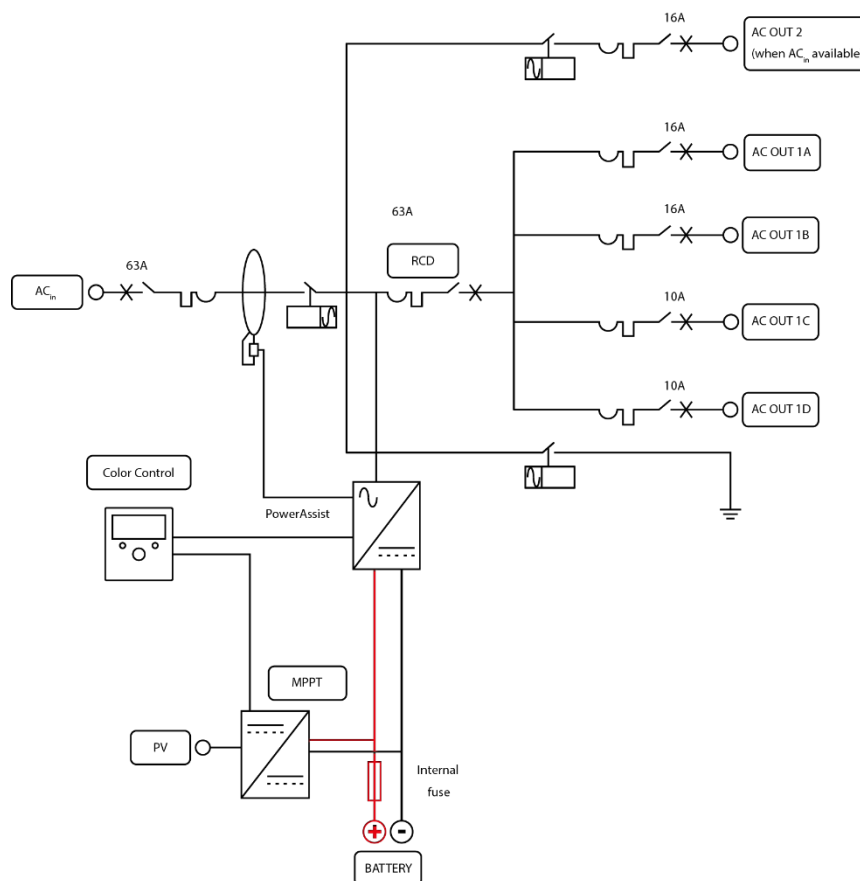 16A
AC OUT 2
(when ACin available
16A
AC OUT 1A
63A
16A
AC OUT 1B
RCD
63A
ACin
10A
AC OUT 1C
10A
AC OUT 1D
Color Control
PowerAssist
MPPT
PV
Internal
fuse
+ -
BATTERY